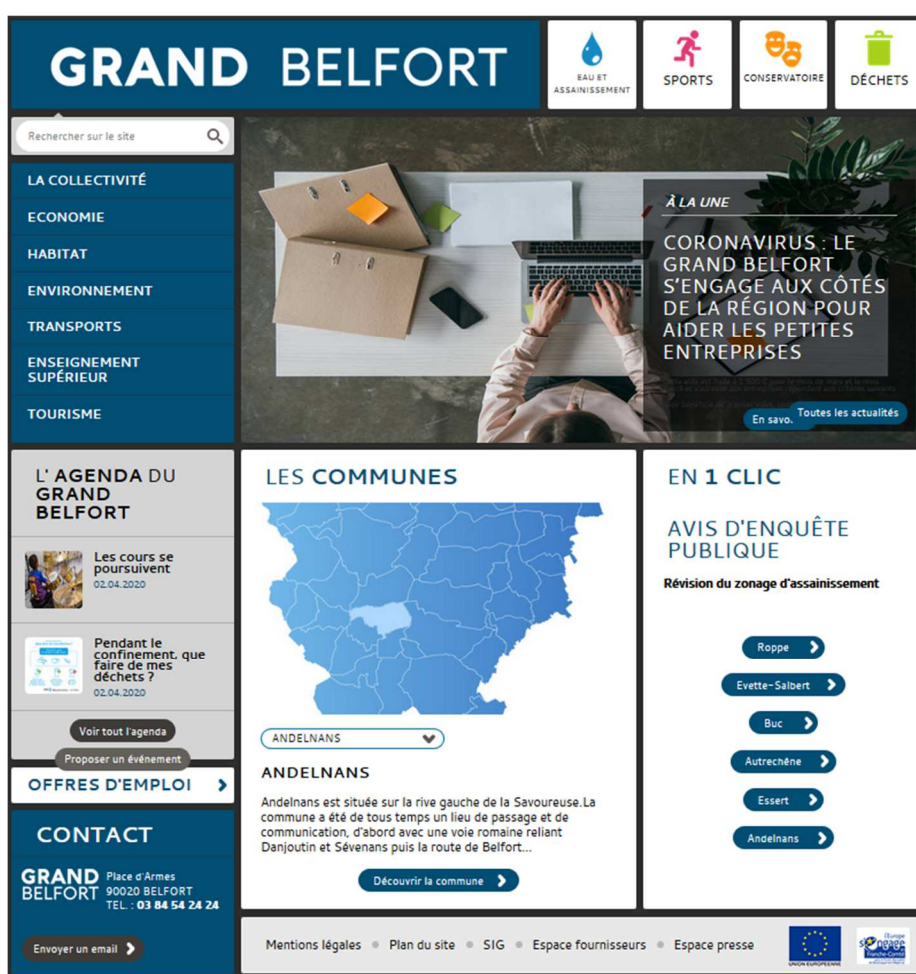 GRAND BELFORT
EAU ET
ASSAINISSEMENT
SPORTS
CONSERVATOIRE
DÉCHETS
Rechercher sur le site
LA COLLECTIVITÉ
ECONOMIE
HABITAT
ENVIRONNEMENT
TRANSPORTS
ENSEIGNEMENT
SUPÉRIEUR
TOURISME
À LA UNE
CORONAVIRUS : LE
GRAND BELFORT
S'ENGAGE AUX CÔTÉS
DE LA RÉGION POUR
AIDER LES PETITES
ENTREPRISES
En savo
Toutes les actualités
L' AGENDA DU
GRAND
BELFORT
Les cours se
poursuivent
02.04.2020
Pendant le
confinement, que
faire de mes
déchets ?
02.04.2020
Voir tout l'agenda
Proposer un événement
OFFRES D'EMPLOI
CONTACT
GRAND
BELFORT
Place d'Armes
90020 BELFORT
TEL. : 03 84 54 24 24
Envoyer un email
LES COMMUNES
ANDELNANS
ANDELNANS
Andelnans est située sur la rive gauche de la Savoureuse.La
commune a été de tous temps un lieu de passage et de
communication, d'abord avec une voie romaine reliant
Danjoutin et Sévenans puis la route de Belfort...
Découvrir la commune
EN 1 CLIC
AVIS D'ENQUÊTE
PUBLIQUE
Révision du zonage d'assainissement
Roppe
Evette-Salbert
Buc
Autrechêne
Essert
Andelnans
Mentions légales
Plan du site
SIG
Espace fournisseurs
Espace presse
UNION EUROPÉENNE
l'Europe
s'engage
Franche-Comté